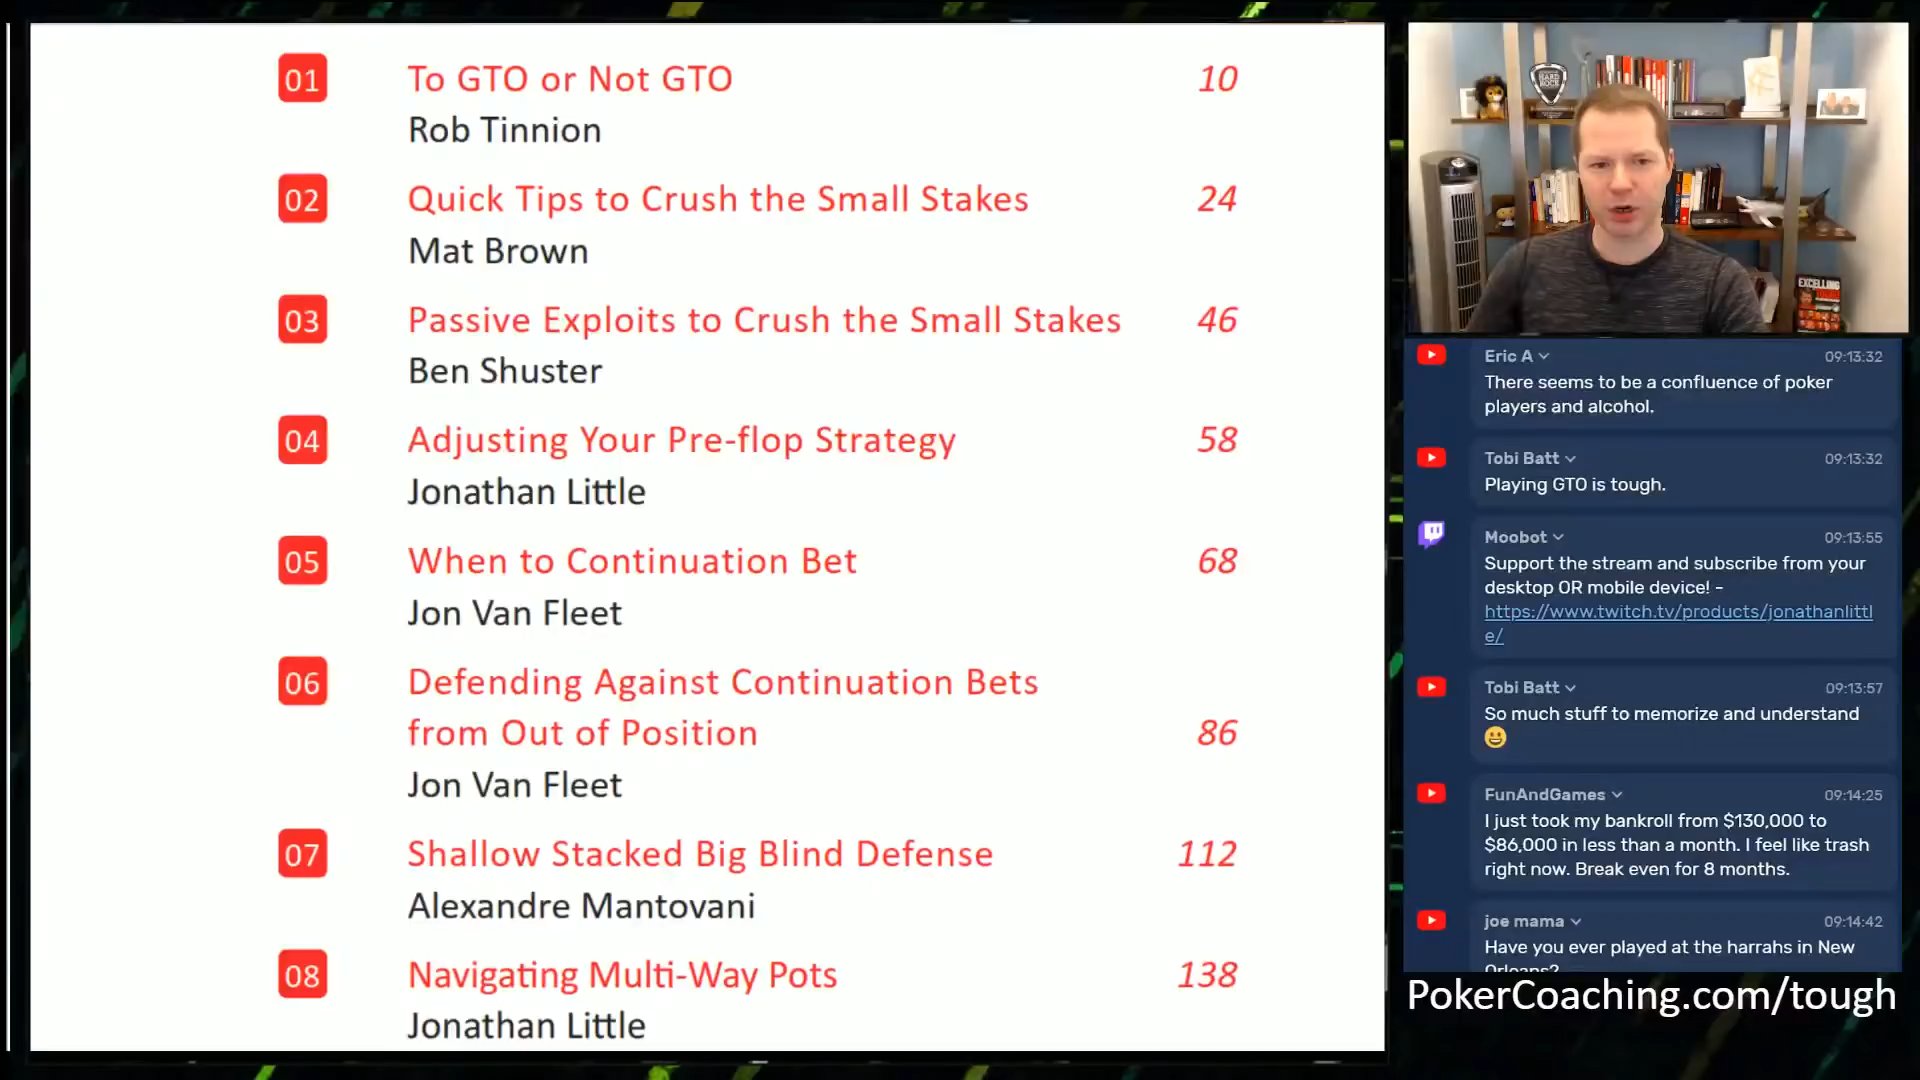 01 To GTO or Not GTO 10
Rob Tinnion
02 Quick Tips to Crush the Small Stakes 24
Mat Brown
03 Passive Exploits to Crush the Small Stakes 46
Ben Shuster
04 Adjusting Your Pre-flop Strategy 58
Jonathan Little
05 When to Continuation Bet 68
Jon Van Fleet
06 Defending Against Continuation Bets
from Out of Position 86
Jon Van Fleet
07 Shallow Stacked Big Blind Defense 112
Alexandre Mantovani
08 Navigating Multi-Way Pots 138
Jonathan Little
HARD ROCK
EXCELLING
Eric A 09:13:32
There seems to be a confluence of poker
players and alcohol.
Tobi Batt 09:13:32
Playing GTO is tough.
Moobot 09:13:55
Support the stream and subscribe from your
desktop OR mobile device! -
https://www.twitch.tv/products/jonathanlittl
e/
Tobi Batt 09:13:57
So much stuff to memorize and understand
😀
FunAndGames 09:14:25
I just took my bankroll from $130,000 to
$86,000 in less than a month. I feel like trash
right now. Break even for 8 months.
joe mama 09:14:42
Have you ever played at the harrahs in New
Orleans?
PokerCoaching.com/tough